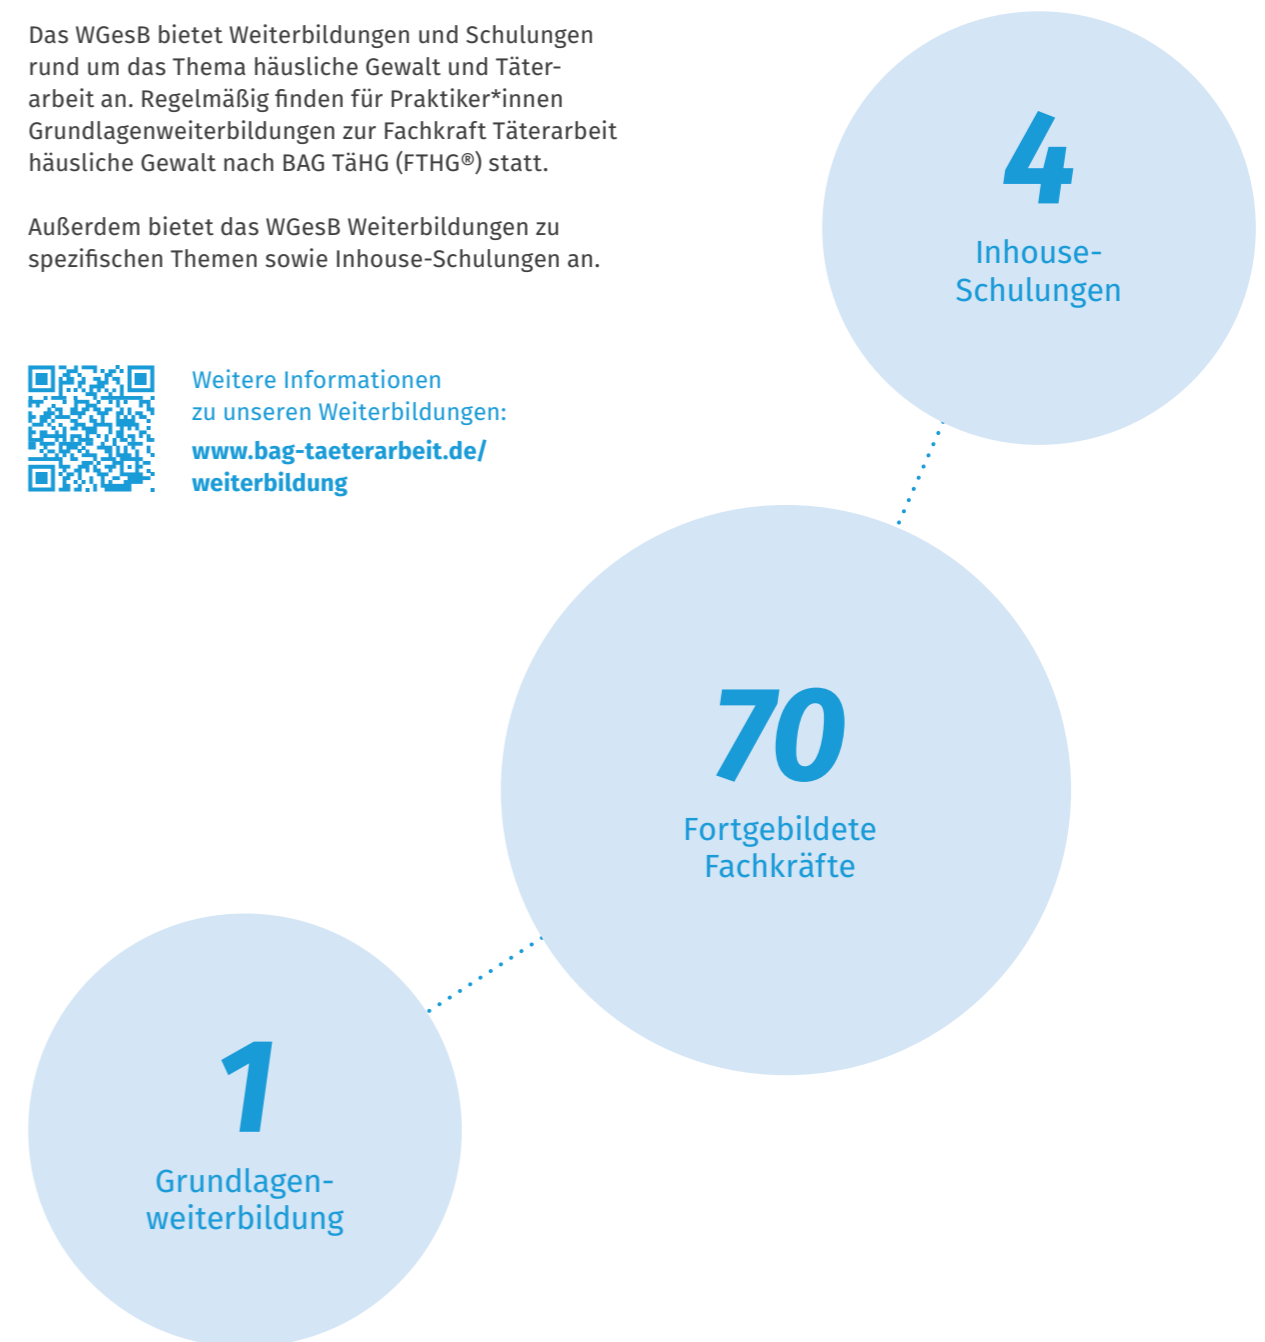 Das WGesB bietet Weiterbildungen und Schulungen
rund um das Thema häusliche Gewalt und Täter-
arbeit an. Regelmäßig finden für Praktiker*innen
Grundlagenweiterbildungen zur Fachkraft Täterarbeit
häusliche Gewalt nach BAG TäHG (FTHG®) statt.
Außerdem bietet das WGesB Weiterbildungen zu
spezifischen Themen sowie Inhouse-Schulungen an.
Weitere Informationen
zu unseren Weiterbildungen:
www.bag-taeterarbeit.de/
weiterbildung
4
Inhouse-
Schulungen
70
Fortgebildete
Fachkräfte
1
Grundlagen-
weiterbildung